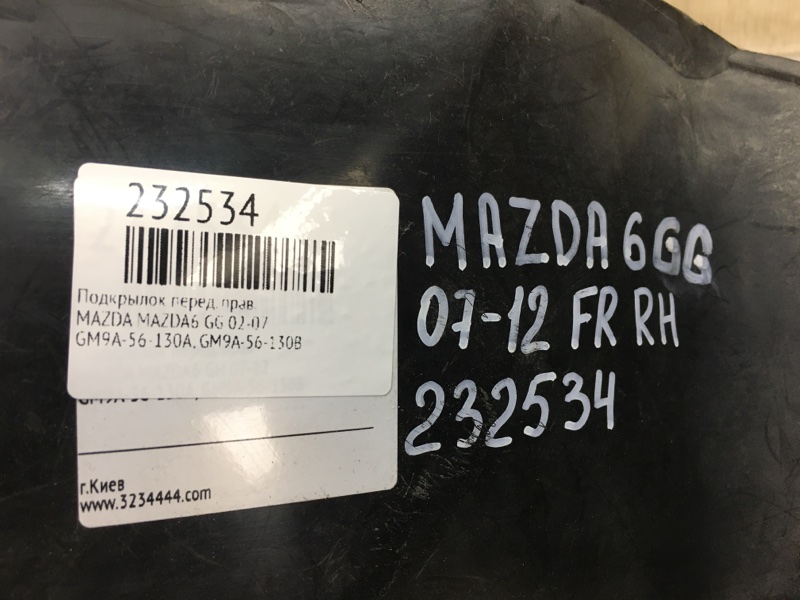 232534
Подкрылок перед. прав.
MAZDA MAZDA6 GG 02-07
GM9A-56-130A, GM9A-56-130B
г.Киев
www.3234444.com
MAZDA 6GG
07-12 FR RH
232534